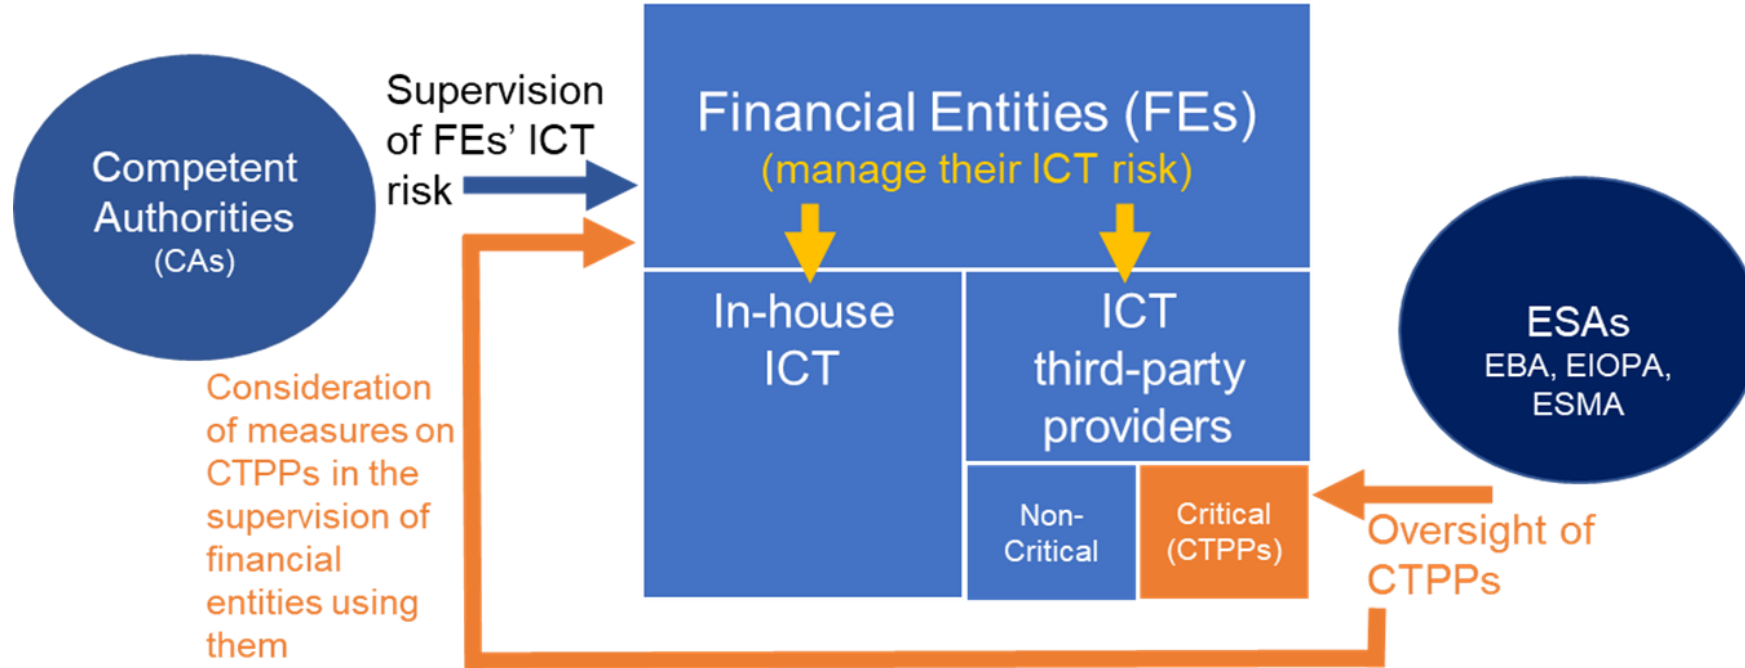 Competent
Authorities
(CAs)
Supervision
of FEs’ ICT
risk
Financial Entities (FEs)
(manage their ICT risk)
In-house
ICT
ICT
third-party
providers
Non-
Critical
Critical
(CTPPs)
ESAs
EBA, EIOPA,
ESMA
Oversight of
CTPPs
Consideration
of measures on
CTPPs in the
supervision of
financial
entities using
them